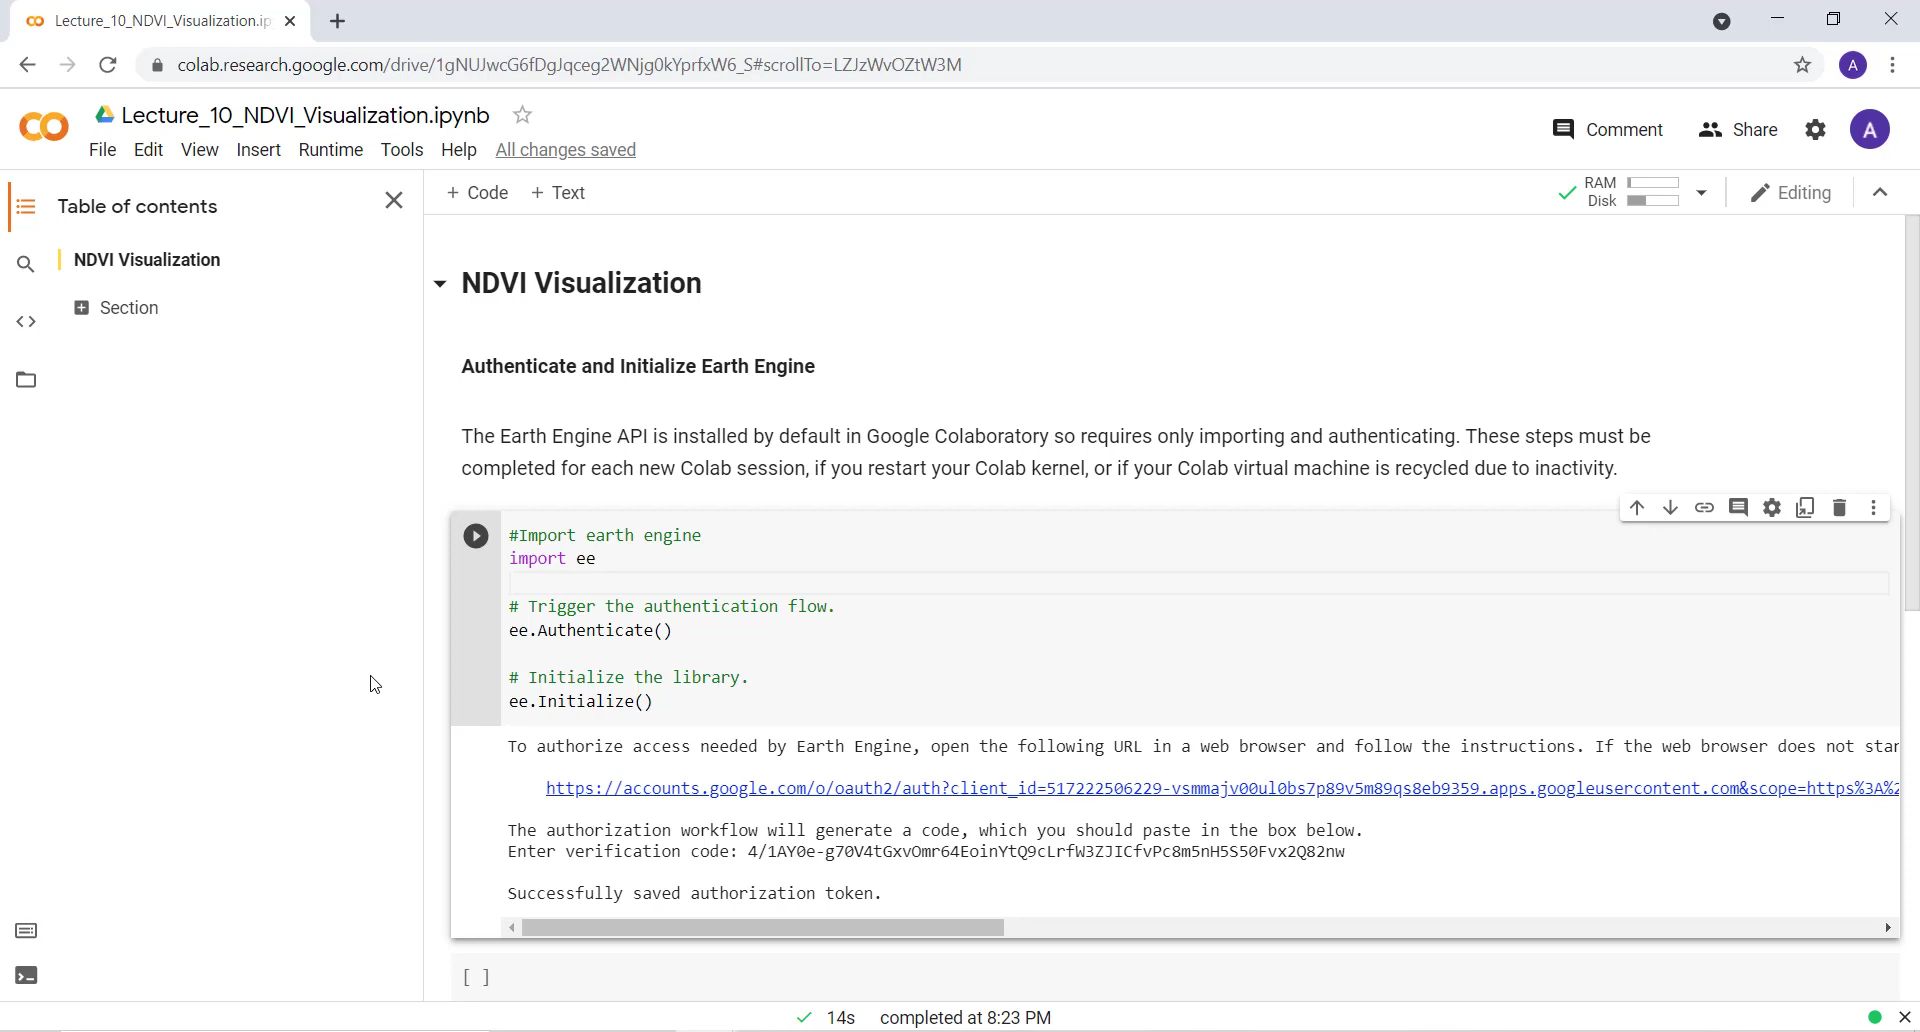 Lecture_10_NDVI_Visualization.ip
colab.research.google.com/drive/1gNUJwcG6fDgJqceg2WNjg0kYprfxW6_S#scrollTo=LZJzWvOZtW3M
A
Lecture_10_NDVI_Visualization.ipynb
Comment
Share
A
File Edit View Insert Runtime Tools Help All changes saved
Table of contents
+ Code + Text
RAM
Disk
Editing
NDVI Visualization
Section
NDVI Visualization
Authenticate and Initialize Earth Engine
The Earth Engine API is installed by default in Google Colaboratory so requires only importing and authenticating. These steps must be
completed for each new Colab session, if you restart your Colab kernel, or if your Colab virtual machine is recycled due to inactivity.
#Import earth engine
import ee
# Trigger the authentication flow.
ee.Authenticate()
# Initialize the library.
ee.Initialize()
To authorize access needed by Earth Engine, open the following URL in a web browser and follow the instructions. If the web browser does not star
https://accounts.google.com/o/oauth2/auth?client_id=517222506229-vsmmajv00ul0bs7p89v5m89qs8eb9359.apps.googleusercontent.com&scope=https%3A%2
The authorization workflow will generate a code, which you should paste in the box below.
Enter verification code: 4/1AY0e-g70V4tGxvOmr64EoinYtQ9cLrfW3ZJICfvPc8m5nH5S50Fvx2Q82nw
Successfully saved authorization token.
[ ]
14s completed at 8:23 PM